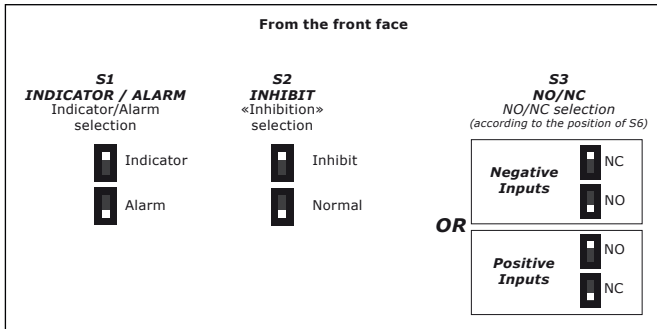 From the front face
S1
INDICATOR / ALARM
Indicator/Alarm
selection
Indicator
Alarm
S2
INHIBIT
«Inhibition»
selection
Inhibit
Normal
S3
NO/NC
NO/NC selection
(according to the position of S6)
Negative
Inputs
NC
NO
OR
Positive
Inputs
NO
NC